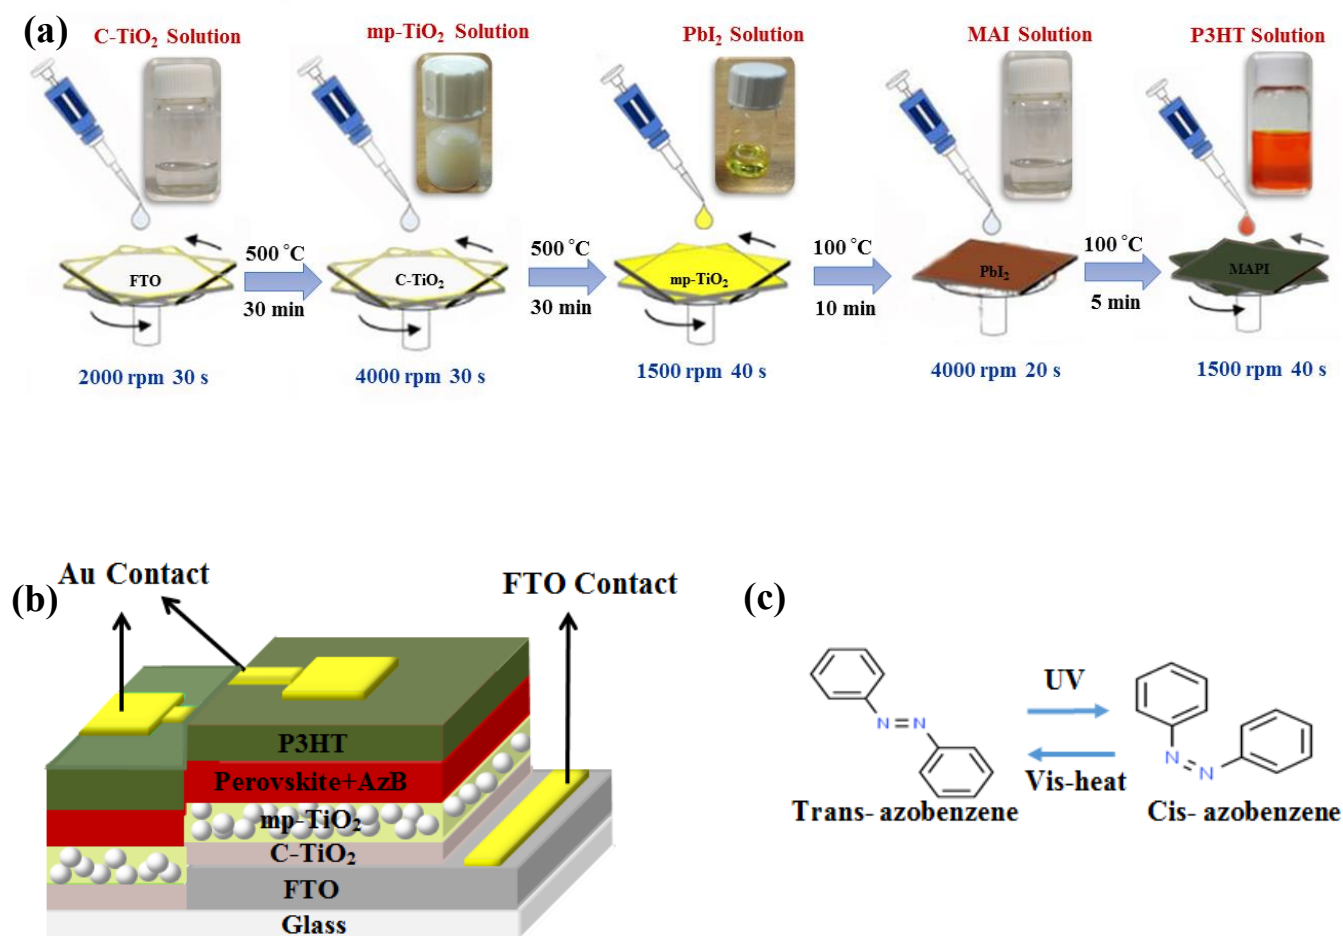 (a)
C-TiO₂ Solution
mp-TiO₂ Solution
PbI₂ Solution
MAI Solution
P3HT Solution
FTO
500 °C
30 min
C-TiO₂
500 °C
30 min
mp-TiO₂
100 °C
10 min
PbI₂
100 °C
5 min
MAPI
2000 rpm 30 s
4000 rpm 30 s
1500 rpm 40 s
4000 rpm 20 s
1500 rpm 40 s
(b)
Au Contact
FTO Contact
P3HT
Perovskite+AzB
mp-TiO₂
C-TiO₂
FTO
Glass
(c)
N=N
UV
Vis-heat
N=N
Trans- azobenzene
Cis- azobenzene